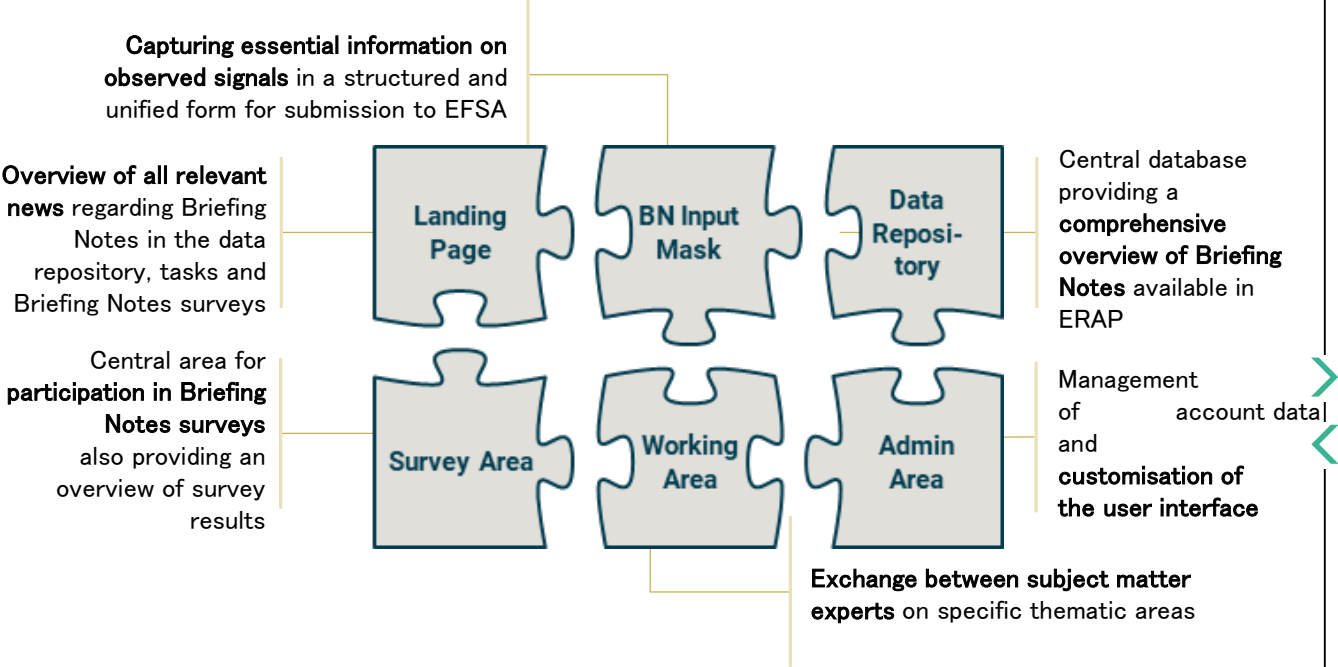 Capturing essential information on
observed signals in a structured and
unified form for submission to EFSA
Overview of all relevant
news regarding Briefing
Notes in the data
repository, tasks and
Briefing Notes surveys
Landing
Page
BN Input
Mask
Data
Reposi-
tory
Central database
providing a
comprehensive
overview of Briefing
Notes available in
ERAP
Central area for
participation in Briefing
Notes surveys
also providing an
overview of survey
results
Survey Area
Working
Area
Admin
Area
Management
of account data
and
customisation of
the user interface
Exchange between subject matter
experts on specific thematic areas